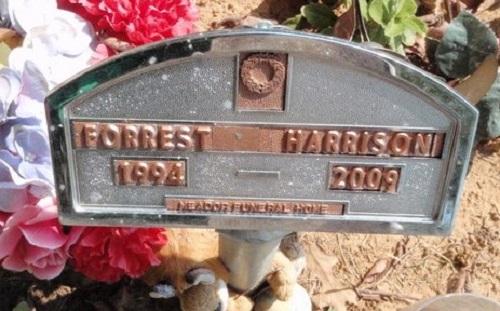 FORREST HARRISON
1994 — 2009
MEADOR FUNERAL HOME